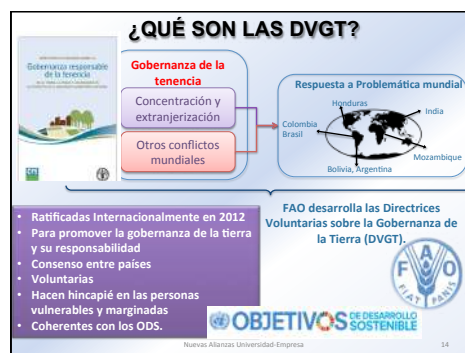 ¿QUÉ SON LAS DVGT?
Gobernanza responsable
de la tenencia
Gobernanza de la
tenencia
Concentración y
extranjerización
Otros conflictos
mundiales
Respuesta a Problemática mundial
Honduras
India
Colombia
Brasil
Mozambique
Bolivia, Argentina
• Ratificadas Internacionalmente en 2012
• Para promover la gobernanza de la tierra
y su responsabilidad
• Consenso entre países
• Voluntarias
• Hacen hincapié en las personas
vulnerables y marginadas
• Coherentes con los ODS.
FAO desarrolla las Directrices
Voluntarias sobre la Gobernanza de
la Tierra (DVGT).
F A O
FIAT PANIS
OBJETIVOS DE DESARROLLO
SOSTENIBLE
Nuevas Alianzas Universidad-Empresa
14